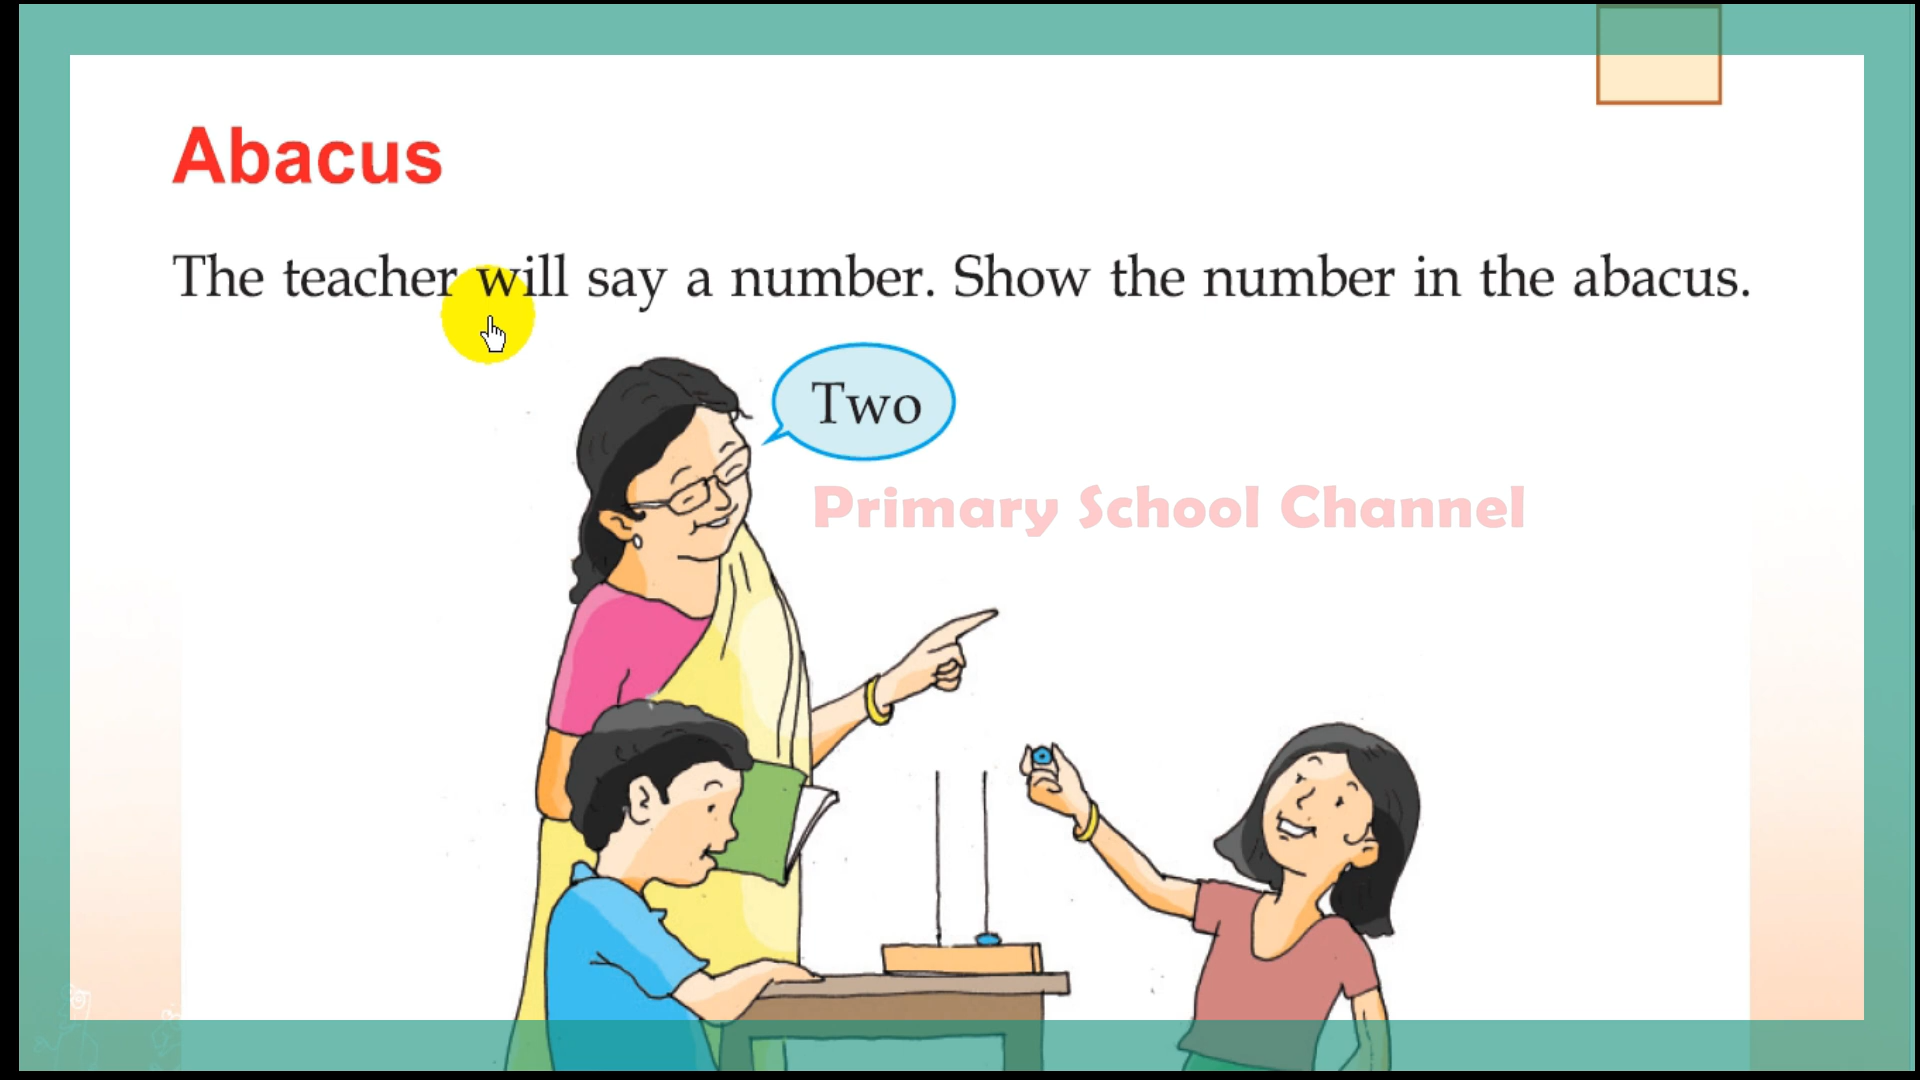 Abacus
The teacher will say a number. Show the number in the abacus.
Two
Primary School Channel